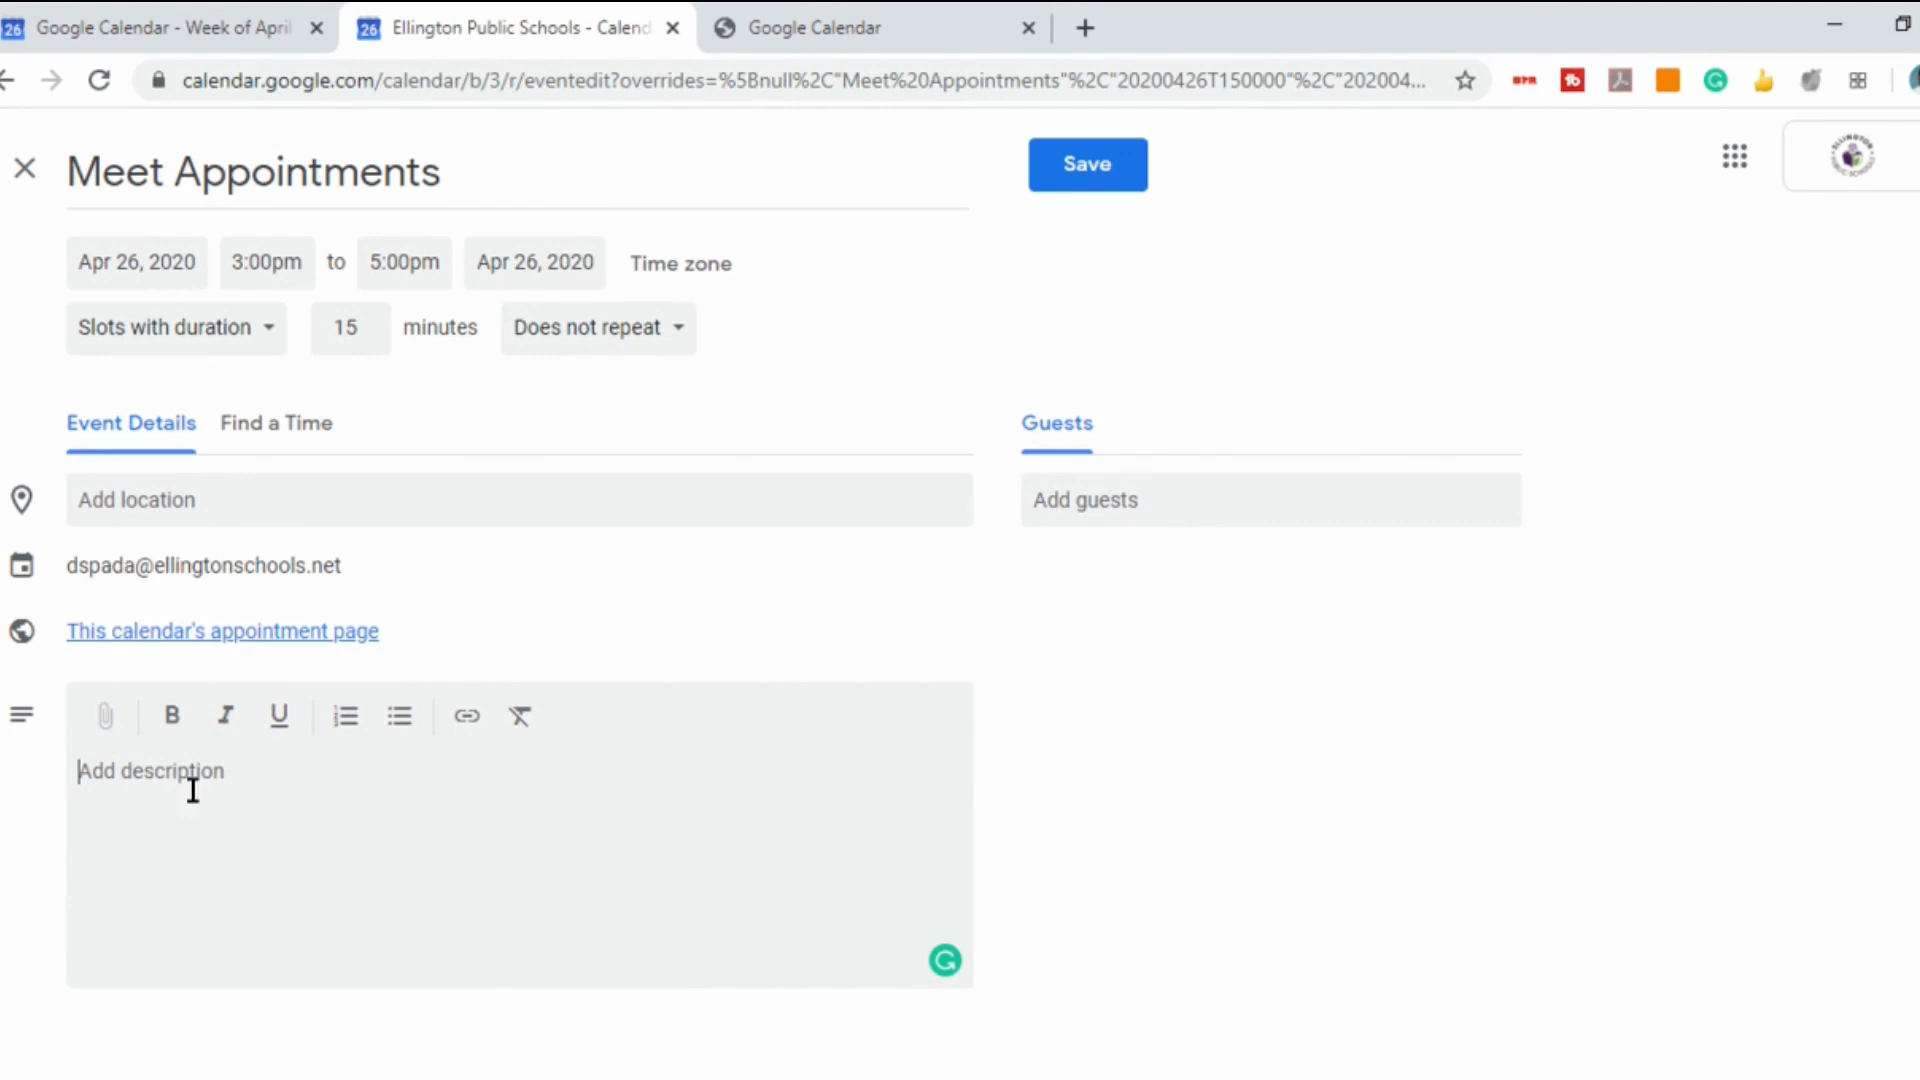 Google Calendar - Week of April
Ellington Public Schools - Calend
Google Calendar
calendar.google.com/calendar/b/3/r/eventedit?overrides=%5Bnull%2C"Meet%20Appointments"%2C"20200426T150000"%2C"202004...
Meet Appointments
Save
Apr 26, 2020 3:00pm to 5:00pm Apr 26, 2020 Time zone
Slots with duration 15 minutes Does not repeat
Event Details Find a Time
Guests
Add location
Add guests
dspada@ellingtonschools.net
This calendar's appointment page
B I U
Add description